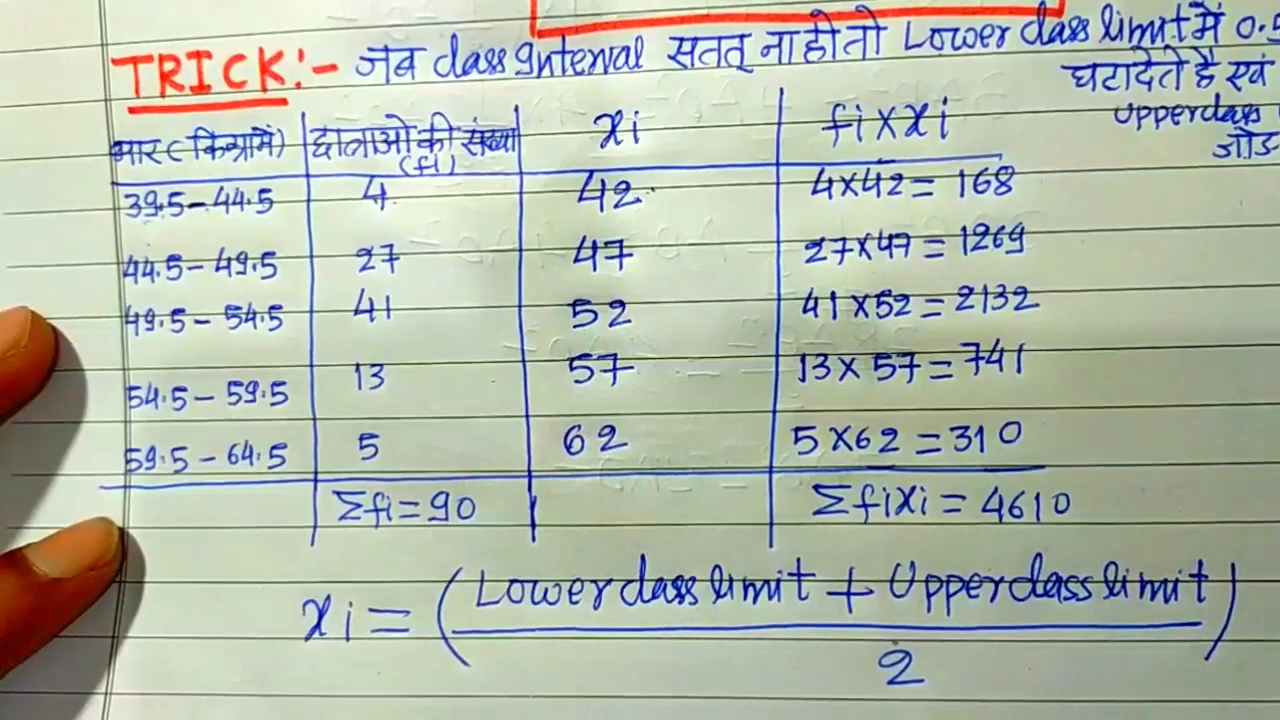 TRICK:- जब class Interval सतत् ना हो तो Lower class limit में 0.5
घटा देते है एवं
Upper class
जोड़
भार (किग्रा में) छात्राओं की संख्या (fi) xi fi×xi
39.5-44.5 4 42 4×42=168
44.5-49.5 27 47 27×47=1269
49.5-54.5 41 52 41×52=2132
54.5-59.5 13 57 13×57=741
59.5-64.5 5 62 5×62=310
Σfi=90 Σfixi=4610
xi=(Lower class limit + Upper class limit)
2